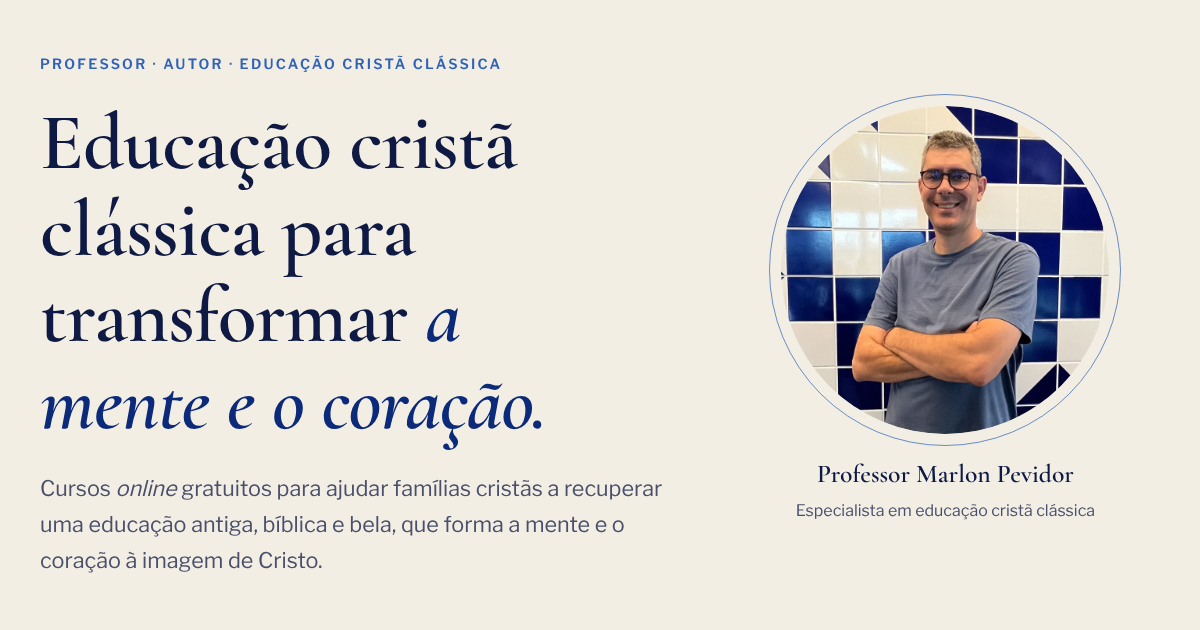 PROFESSOR · AUTOR · EDUCAÇÃO CRISTÃ CLÁSSICA
Educação cristã
clássica para
transformar a
mente e o coração.
Cursos online gratuitos para ajudar famílias cristãs a recuperar
uma educação antiga, bíblica e bela, que forma a mente e o
coração à imagem de Cristo.
Professor Marlon Pevidor
Especialista em educação cristã clássica